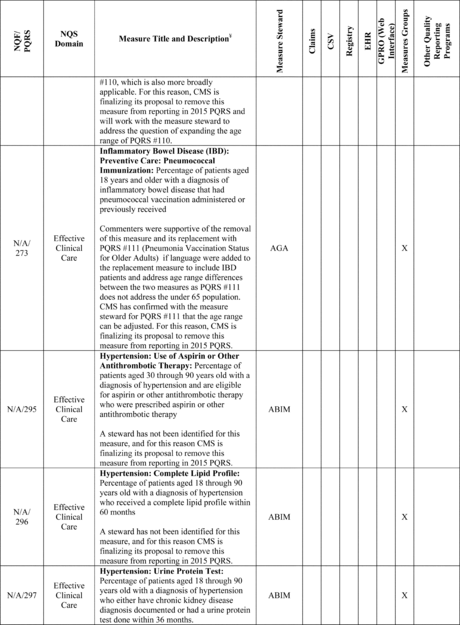 NQF/
PQRS
NQS
Domain
Measure Title and Description¥
Measure Steward
Claims
CSV
Registry
EHR
GPRO (Web
Interface)
Measures Groups
Other Quality
Reporting
Programs
#110, which is also more broadly
applicable. For this reason, CMS is
finalizing its proposal to remove this
measure from reporting in 2015 PQRS and
will work with the measure steward to
address the question of expanding the age
range of PQRS #110.
N/A/
273
Effective
Clinical
Care
Inflammatory Bowel Disease (IBD):
Preventive Care: Pneumococcal
Immunization: Percentage of patients aged
18 years and older with a diagnosis of
inflammatory bowel disease that had
pneumococcal vaccination administered or
previously received
Commenters were supportive of the removal
of this measure and its replacement with
PQRS #111 (Pneumonia Vaccination Status
for Older Adults) if language were added to
the replacement measure to include IBD
patients and address age range differences
between the two measures as PQRS #111
does not address the under 65 population.
CMS has confirmed with the measure
steward for PQRS #111 that the age range
can be adjusted. For this reason, CMS is
finalizing its proposal to remove this
measure from reporting in 2015 PQRS.
AGA
X
N/A/295
Effective
Clinical
Care
Hypertension: Use of Aspirin or Other
Antithrombotic Therapy: Percentage of
patients aged 30 through 90 years old with a
diagnosis of hypertension and are eligible
for aspirin or other antithrombotic therapy
who were prescribed aspirin or other
antithrombotic therapy
A steward has not been identified for this
measure, and for this reason CMS is
finalizing its proposal to remove this
measure from reporting in 2015 PQRS.
ABIM
X
N/A/
296
Effective
Clinical
Care
Hypertension: Complete Lipid Profile:
Percentage of patients aged 18 through 90
years old with a diagnosis of hypertension
who received a complete lipid profile within
60 months
A steward has not been identified for this
measure, and for this reason CMS is
finalizing its proposal to remove this
measure from reporting in 2015 PQRS.
ABIM
X
N/A/297
Effective
Clinical
Care
Hypertension: Urine Protein Test:
Percentage of patients aged 18 through 90
years old with a diagnosis of hypertension
who either have chronic kidney disease
diagnosis documented or had a urine protein
test done within 36 months.
ABIM
X